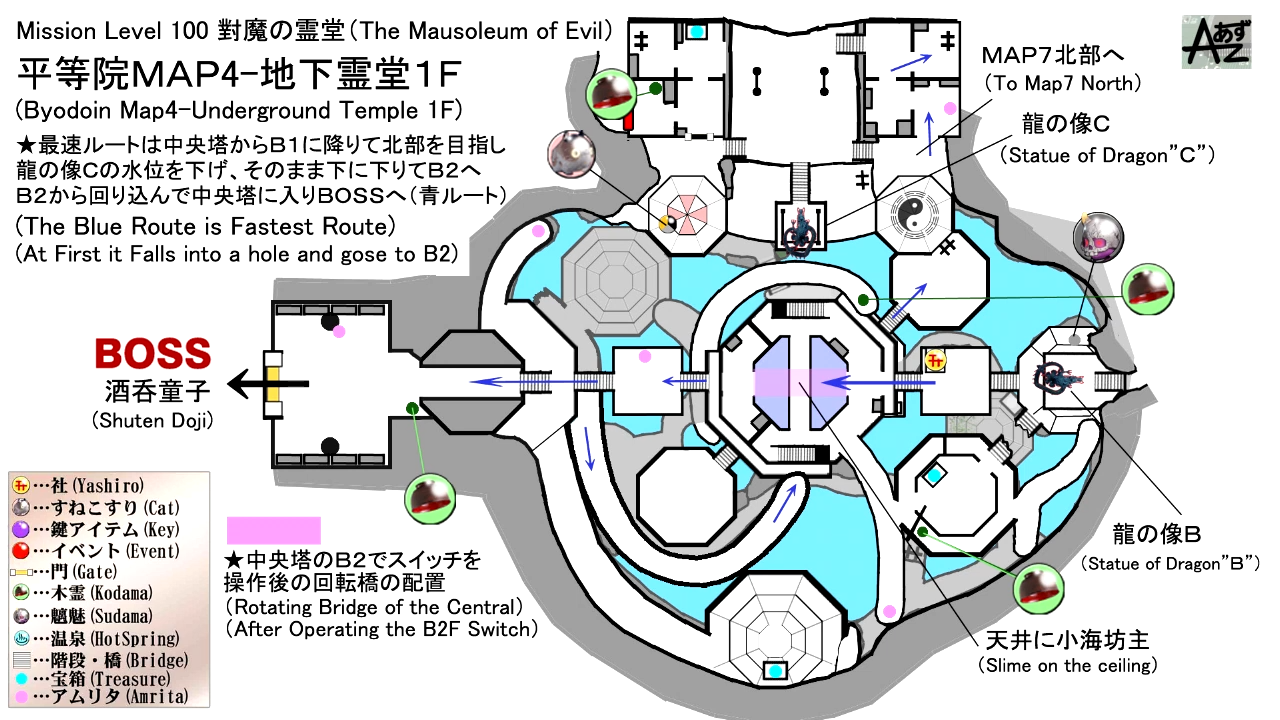 Mission Level 100 對魔の霊堂(The Mausoleum of Evil)
平等院MAP4-地下霊堂1F
(Byodoin Map4-Underground Temple 1F)
★最速ルートは中央塔からB1に降りて北部を目指し
龍の像Cの水位を下げ、そのまま下に下りてB2へ
B2から回り込んで中央塔に入りBOSSへ(青ルート)
(The Blue Route is Fastest Route)
(At First it Falls into a hole and gose to B2)
あず
AZ
MAP7北部へ
(To Map7 North)
龍の像C
(Statue of Dragon"C")
BOSS
酒呑童子
(Shuten Doji)
…社(Yashiro)
…すねこすり(Cat)
…鍵アイテム(Key)
…イベント(Event)
…門(Gate)
…木霊(Kodama)
…魑魅(Sudama)
…温泉(HotSpring)
…階段・橋(Bridge)
…宝箱(Treasure)
…アムリタ(Amrita)
★中央塔のB2でスイッチを
操作後の回転橋の配置
(Rotating Bridge of the Central)
(After Operating the B2F Switch)
龍の像B
(Statue of Dragon"B")
天井に小海坊主
(Slime on the ceiling)